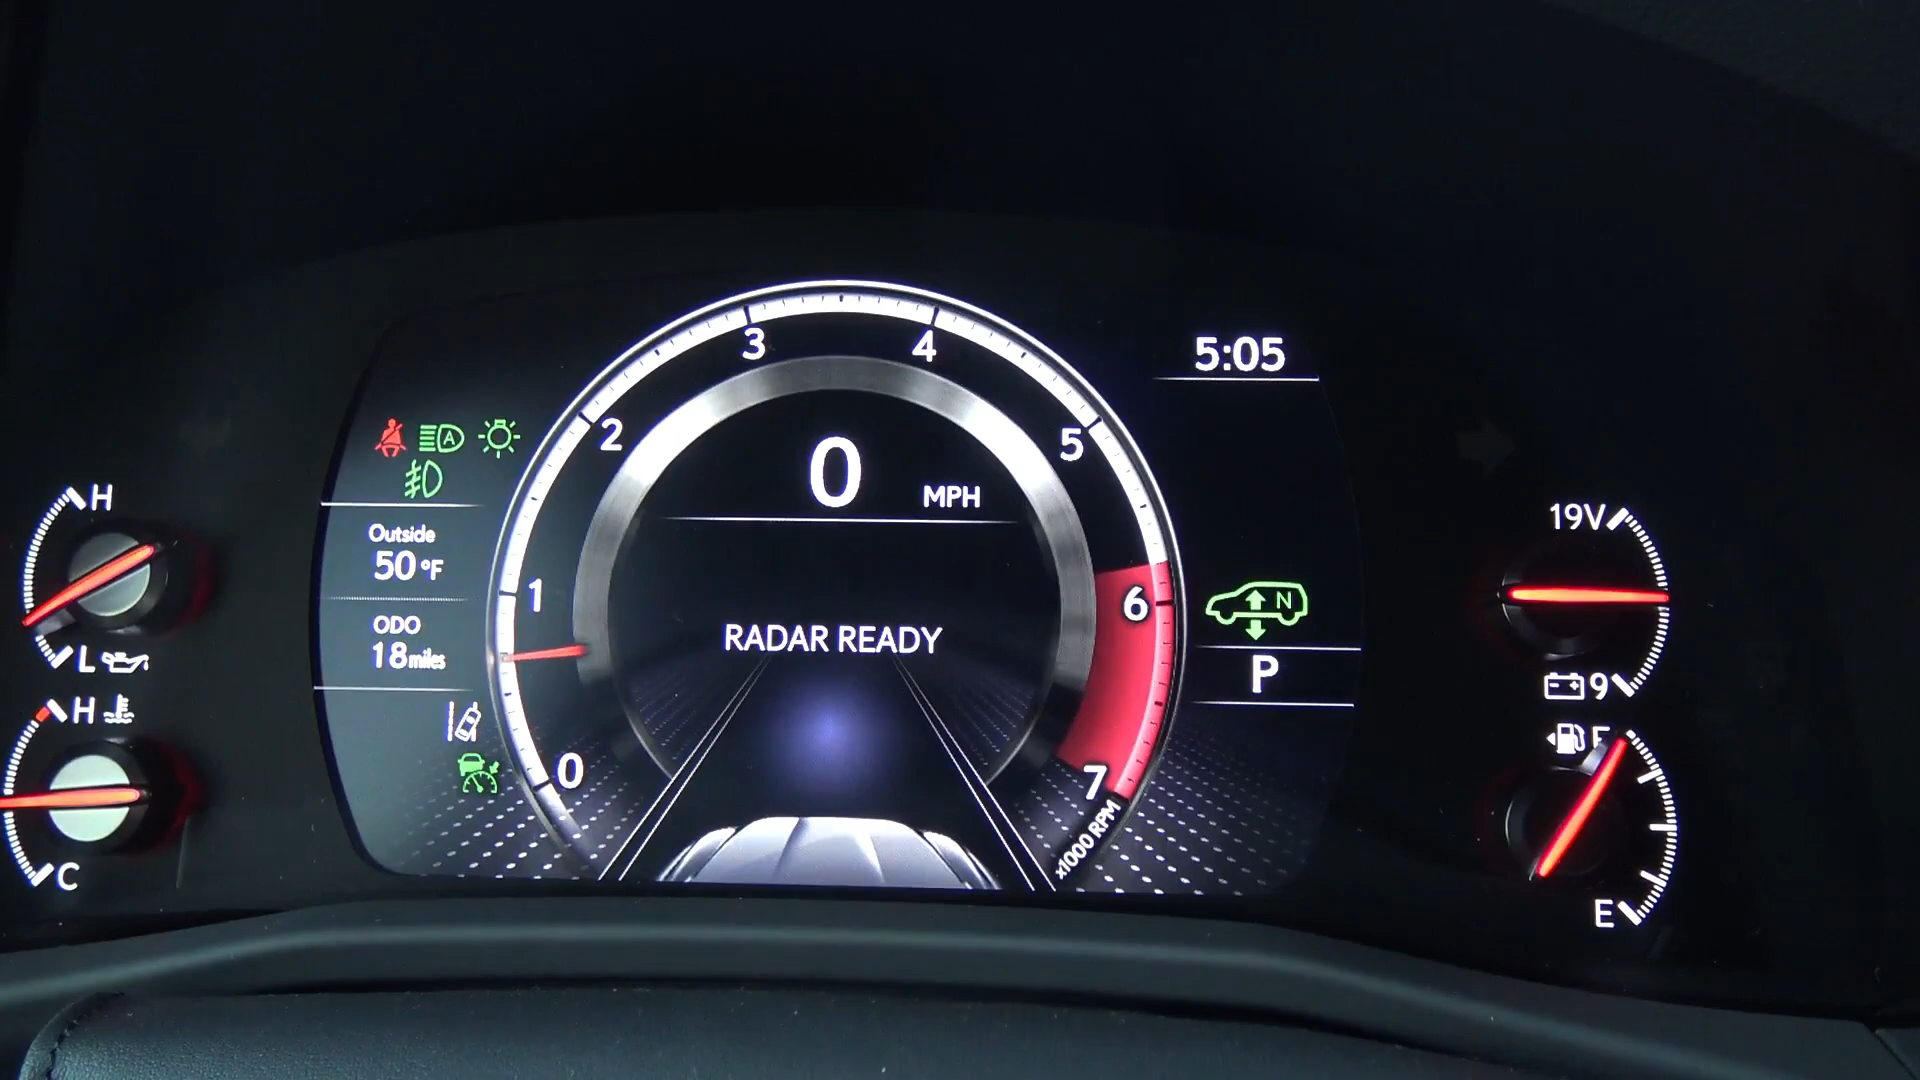 H
L
H
C
Outside
50 °F
ODO
18 miles
A
0
1
2
3
4
5
6
7
x1000 RPM
0
MPH
RADAR READY
5:05
N
P
19V
9
F
E